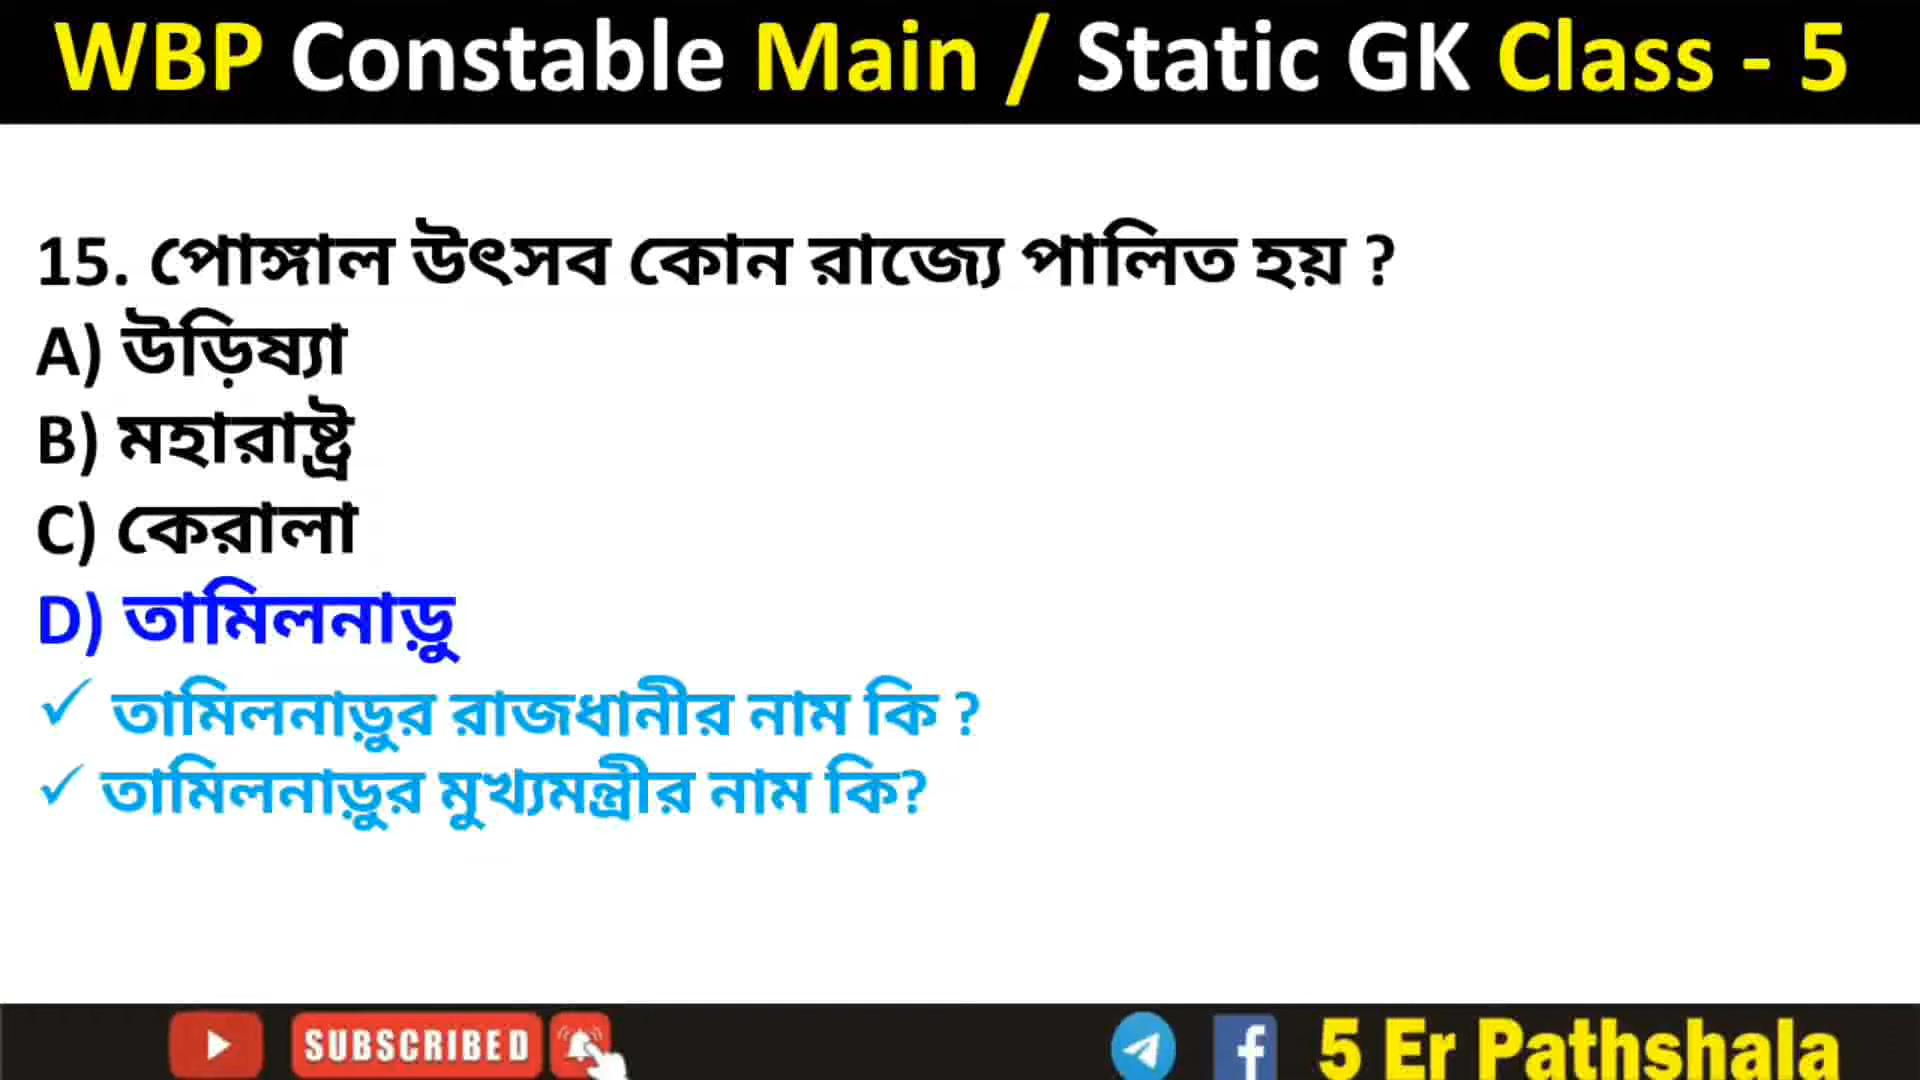 WBP Constable Main / Static GK Class - 5
15. পোঙ্গাল উৎসব কোন রাজ্যে পালিত হয় ?
A) উড়িষ্যা
B) মহারাষ্ট্র
C) কেরালা
D) তামিলনাড়ু
✓ তামিলনাড়ুর রাজধানীর নাম কি ?
✓ তামিলনাড়ুর মুখ্যমন্ত্রীর নাম কি?
SUBSCRIBED
5 Er Pathshala